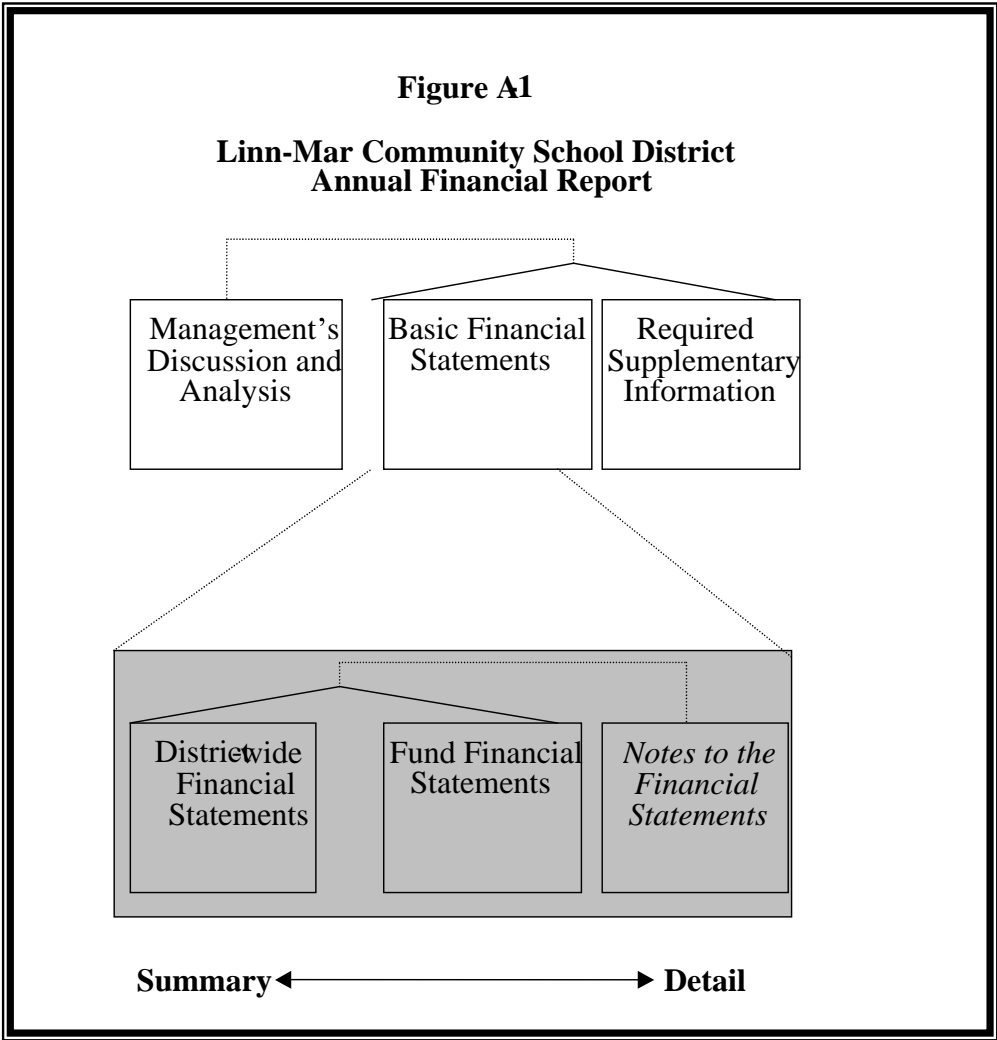 Figure A-1
Linn-Mar Community School District
Annual Financial Report
Management’s
Discussion and
Analysis
Basic Financial
Statements
Required
Supplementary
Information
District-wide
Financial
Statements
Fund Financial
Statements
Notes to the
Financial
Statements
Summary
Detail